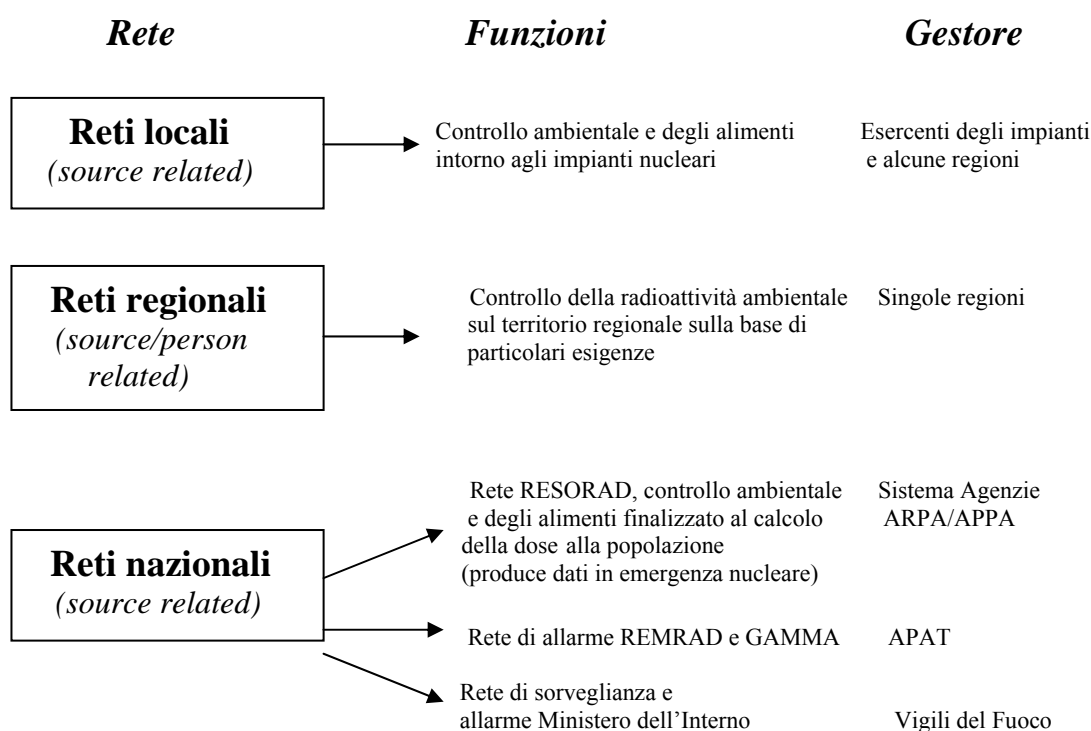 Rete Funzioni Gestore
Reti locali
(source related)
Controllo ambientale e degli alimenti
intorno agli impianti nucleari
Esercenti degli impianti
e alcune regioni
Reti regionali
(source/person
related)
Controllo della radioattività ambientale
sul territorio regionale sulla base di
particolari esigenze
Singole regioni
Reti nazionali
(source related)
Rete RESORAD, controllo ambientale
e degli alimenti finalizzato al calcolo
della dose alla popolazione
(produce dati in emergenza nucleare)
Sistema Agenzie
ARPA/APPA
Rete di allarme REMRAD e GAMMA
APAT
Rete di sorveglianza e
allarme Ministero dell'Interno
Vigili del Fuoco